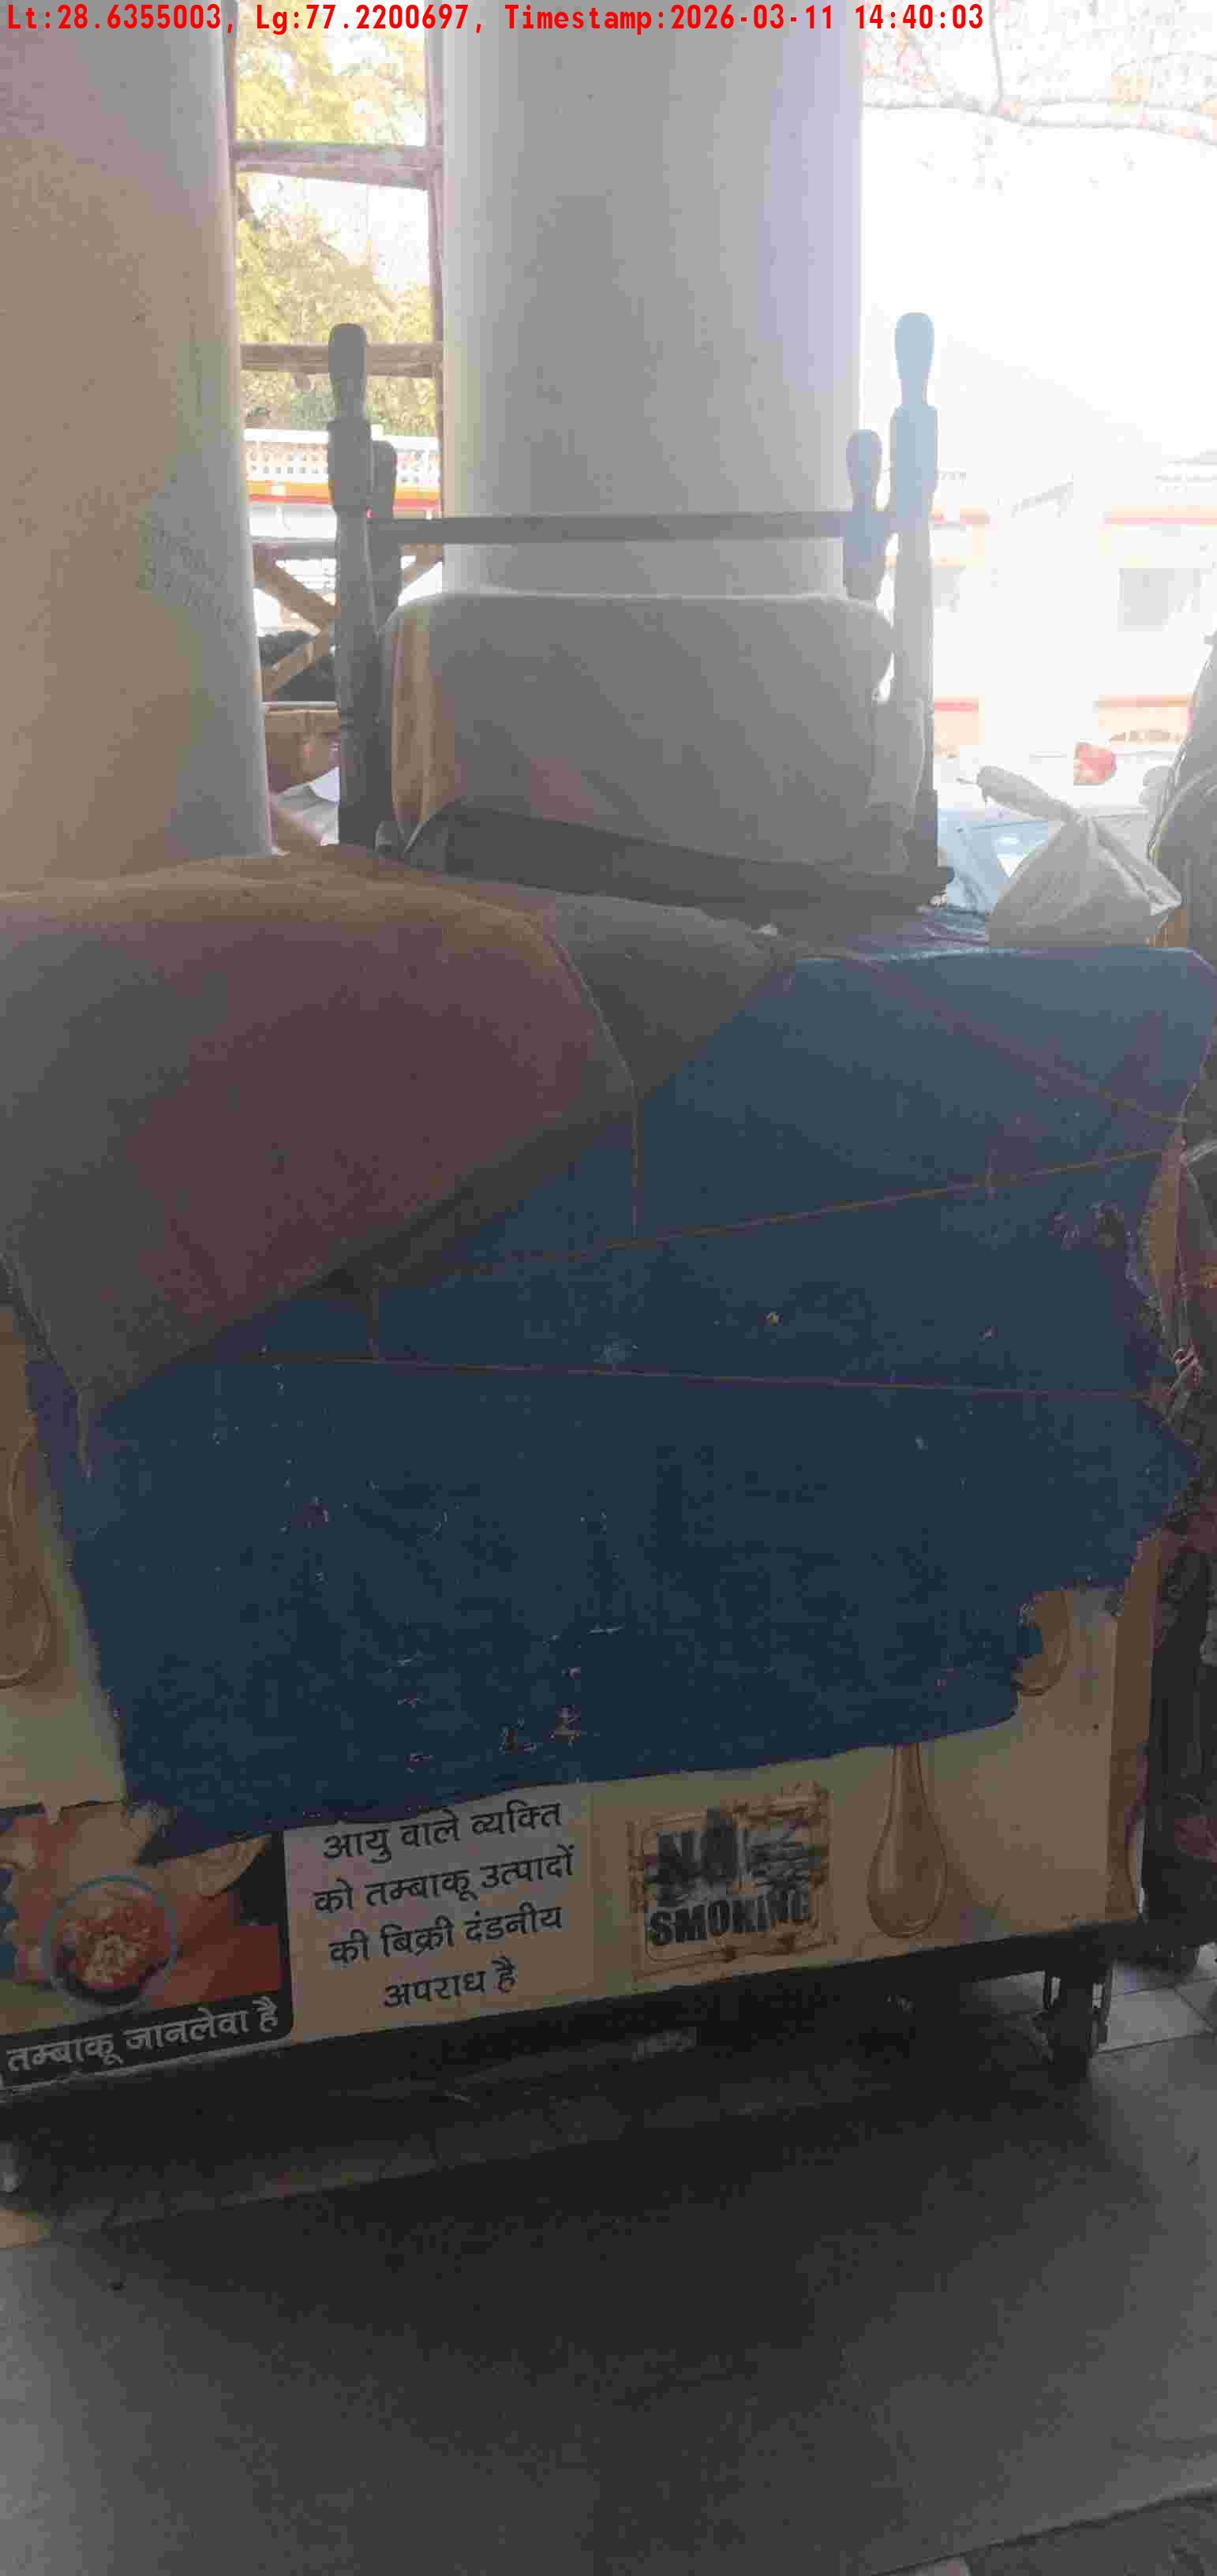 Lt:28.6355003, Lg:77.2200697, Timestamp:2026-03-11 14:40:03
आयु वाले व्यक्ति
को तम्बाकू उत्पादों
की बिक्री दंडनीय
अपराध है
तम्बाकू जानलेवा है
NO
SMOKING